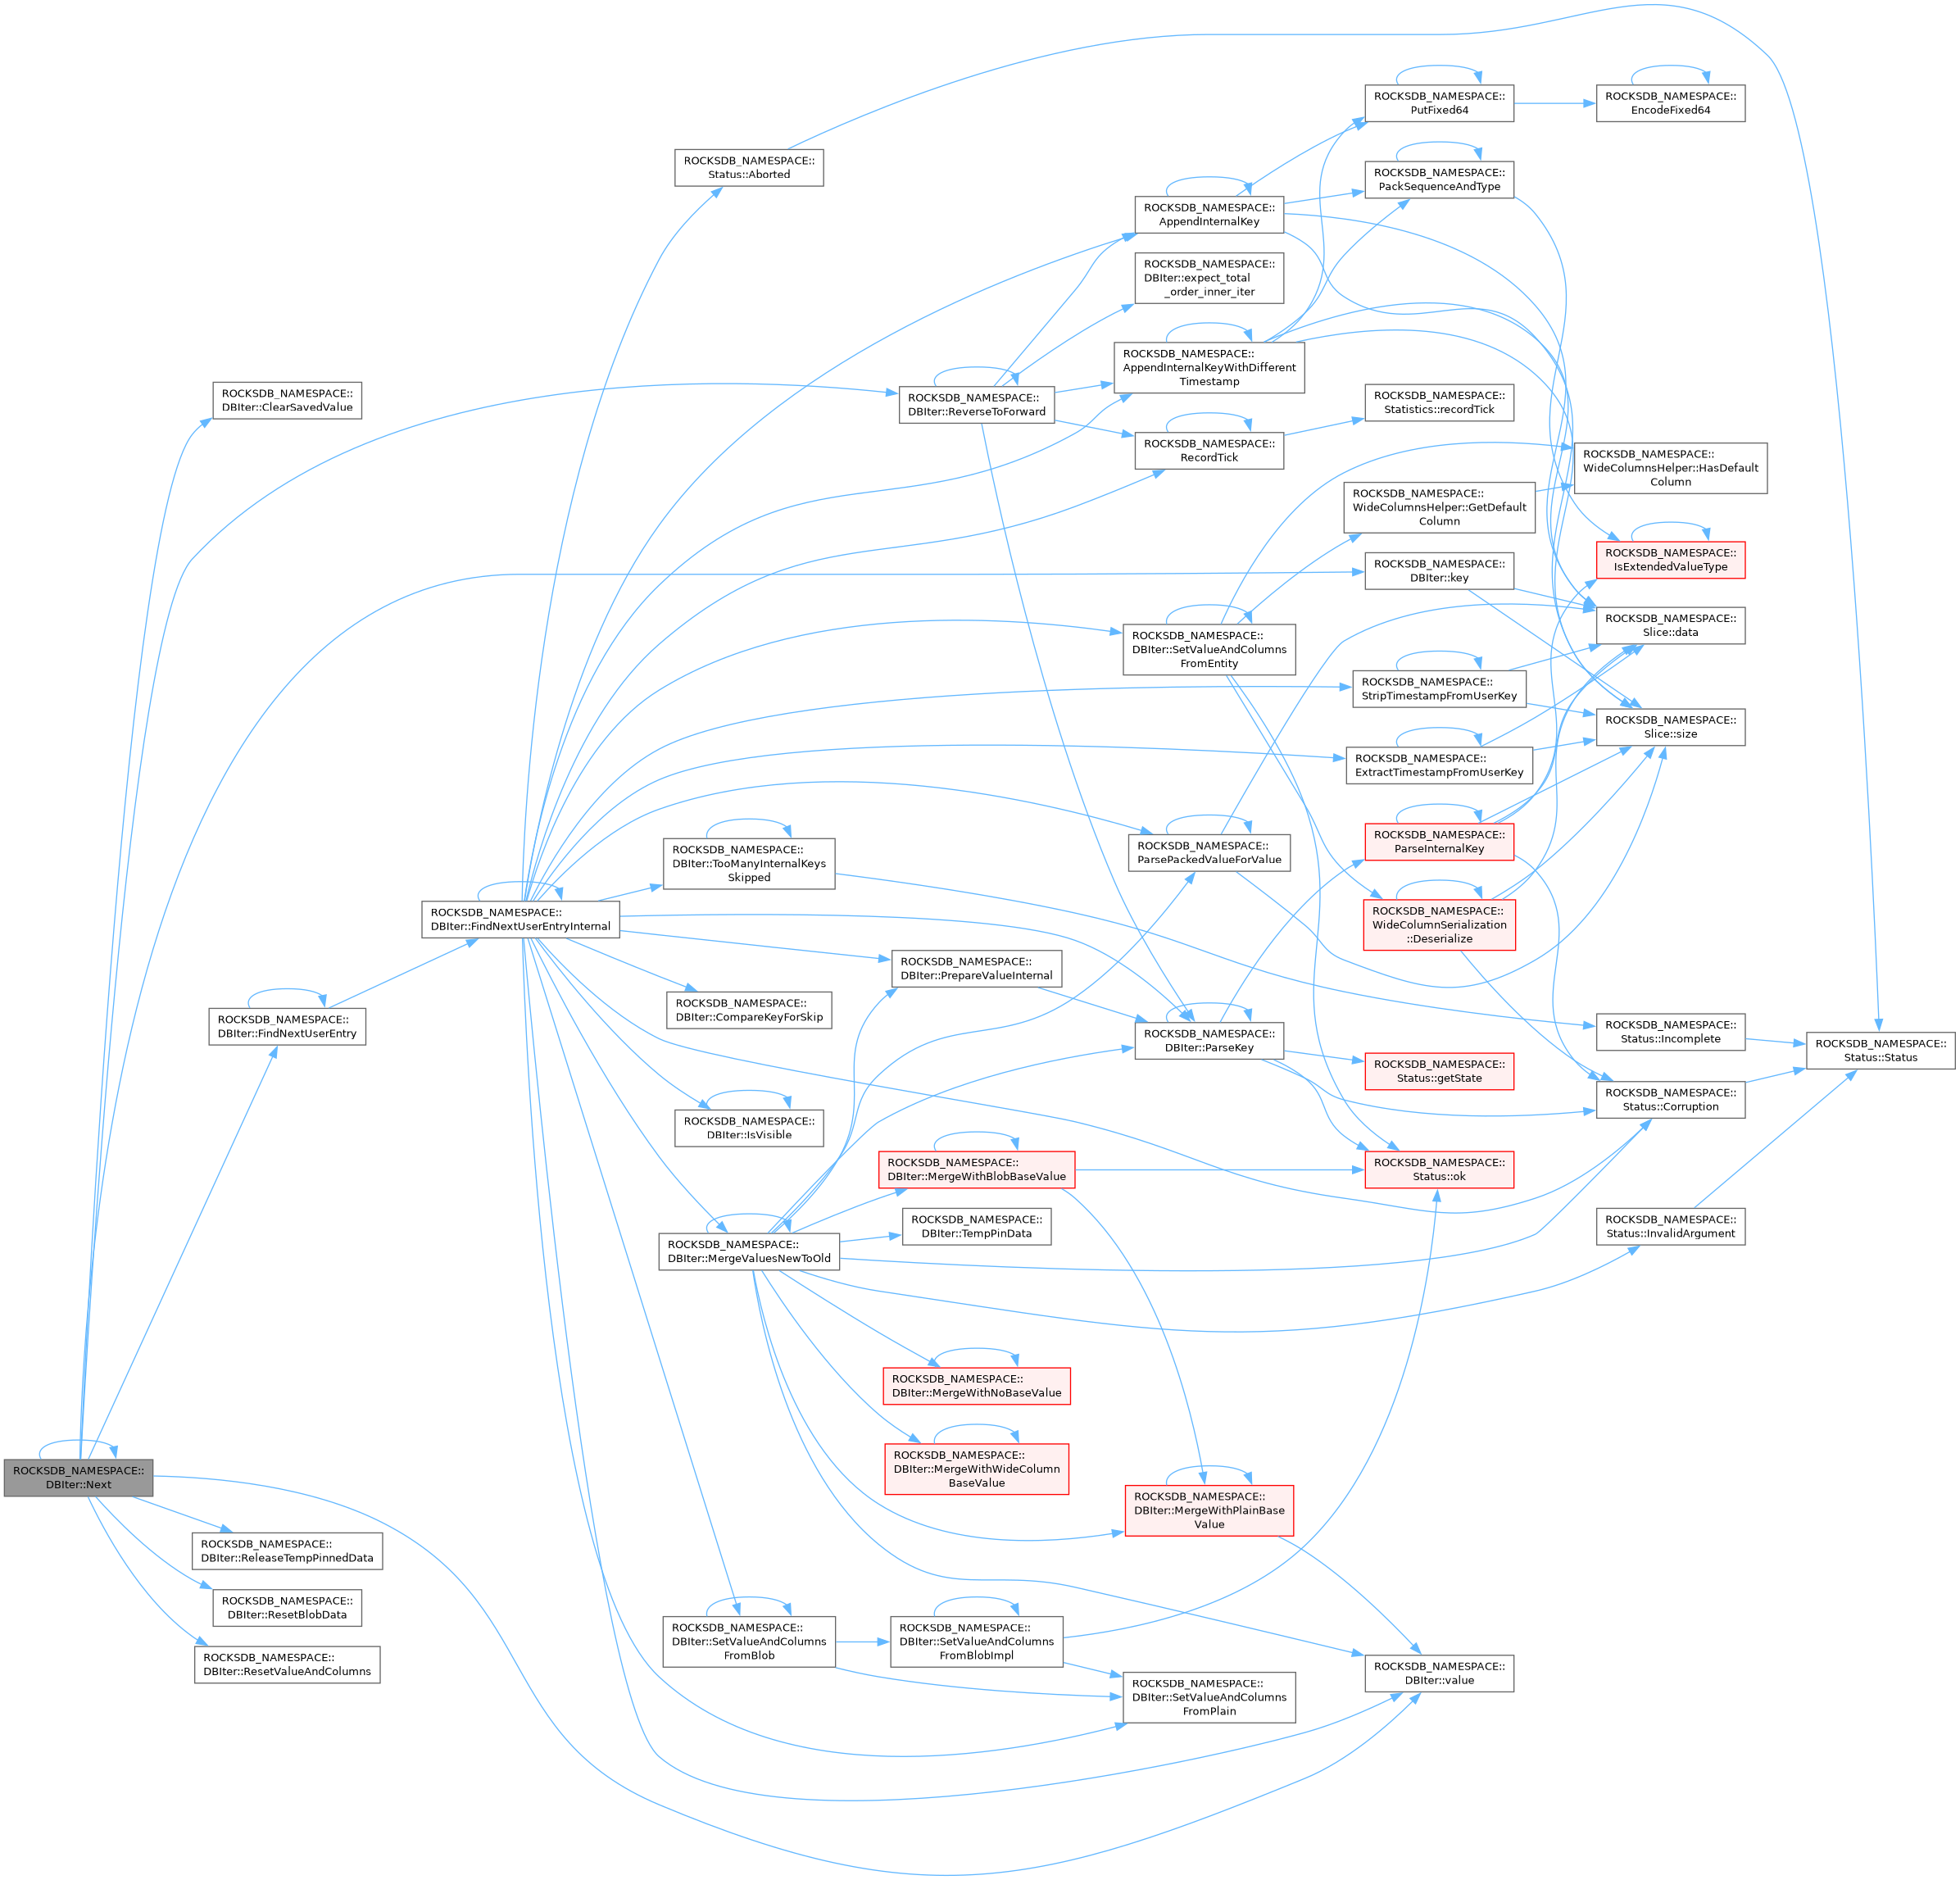 ROCKSDB_NAMESPACE::
DBIter::Next
ROCKSDB_NAMESPACE::
DBIter::ClearSavedValue
ROCKSDB_NAMESPACE::
DBIter::FindNextUserEntry
ROCKSDB_NAMESPACE::
DBIter::ReleaseTempPinnedData
ROCKSDB_NAMESPACE::
DBIter::ResetBlobData
ROCKSDB_NAMESPACE::
DBIter::ResetValueAndColumns
ROCKSDB_NAMESPACE::
DBIter::FindNextUserEntryInternal
ROCKSDB_NAMESPACE::
Status::Aborted
ROCKSDB_NAMESPACE::
DBIter::TooManyInternalKeys
Skipped
ROCKSDB_NAMESPACE::
DBIter::CompareKeyForSkip
ROCKSDB_NAMESPACE::
DBIter::IsVisible
ROCKSDB_NAMESPACE::
DBIter::MergeValuesNewToOld
ROCKSDB_NAMESPACE::
DBIter::SetValueAndColumns
FromBlob
ROCKSDB_NAMESPACE::
DBIter::ReverseToForward
ROCKSDB_NAMESPACE::
DBIter::PrepareValueInternal
ROCKSDB_NAMESPACE::
DBIter::MergeWithBlobBaseValue
ROCKSDB_NAMESPACE::
DBIter::TempPinData
ROCKSDB_NAMESPACE::
DBIter::MergeWithNoBaseValue
ROCKSDB_NAMESPACE::
DBIter::MergeWithWideColumn
BaseValue
ROCKSDB_NAMESPACE::
DBIter::SetValueAndColumns
FromBlobImpl
ROCKSDB_NAMESPACE::
AppendInternalKey
ROCKSDB_NAMESPACE::
DBIter::expect_total
_order_inner_iter
ROCKSDB_NAMESPACE::
AppendInternalKeyWithDifferent
Timestamp
ROCKSDB_NAMESPACE::
RecordTick
ROCKSDB_NAMESPACE::
DBIter::SetValueAndColumns
FromEntity
ROCKSDB_NAMESPACE::
ParsePackedValueForValue
ROCKSDB_NAMESPACE::
DBIter::ParseKey
ROCKSDB_NAMESPACE::
DBIter::MergeWithPlainBase
Value
ROCKSDB_NAMESPACE::
DBIter::SetValueAndColumns
FromPlain
ROCKSDB_NAMESPACE::
PutFixed64
ROCKSDB_NAMESPACE::
PackSequenceAndType
ROCKSDB_NAMESPACE::
Statistics::recordTick
ROCKSDB_NAMESPACE::
WideColumnsHelper::GetDefault
Column
ROCKSDB_NAMESPACE::
DBIter::key
ROCKSDB_NAMESPACE::
StripTimestampFromUserKey
ROCKSDB_NAMESPACE::
ExtractTimestampFromUserKey
ROCKSDB_NAMESPACE::
ParseInternalKey
ROCKSDB_NAMESPACE::
WideColumnSerialization
::Deserialize
ROCKSDB_NAMESPACE::
Status::getState
ROCKSDB_NAMESPACE::
Status::ok
ROCKSDB_NAMESPACE::
DBIter::value
ROCKSDB_NAMESPACE::
EncodeFixed64
ROCKSDB_NAMESPACE::
WideColumnsHelper::HasDefault
Column
ROCKSDB_NAMESPACE::
IsExtendedValueType
ROCKSDB_NAMESPACE::
Slice::data
ROCKSDB_NAMESPACE::
Slice::size
ROCKSDB_NAMESPACE::
Status::Incomplete
ROCKSDB_NAMESPACE::
Status::Corruption
ROCKSDB_NAMESPACE::
Status::InvalidArgument
ROCKSDB_NAMESPACE::
Status::Status